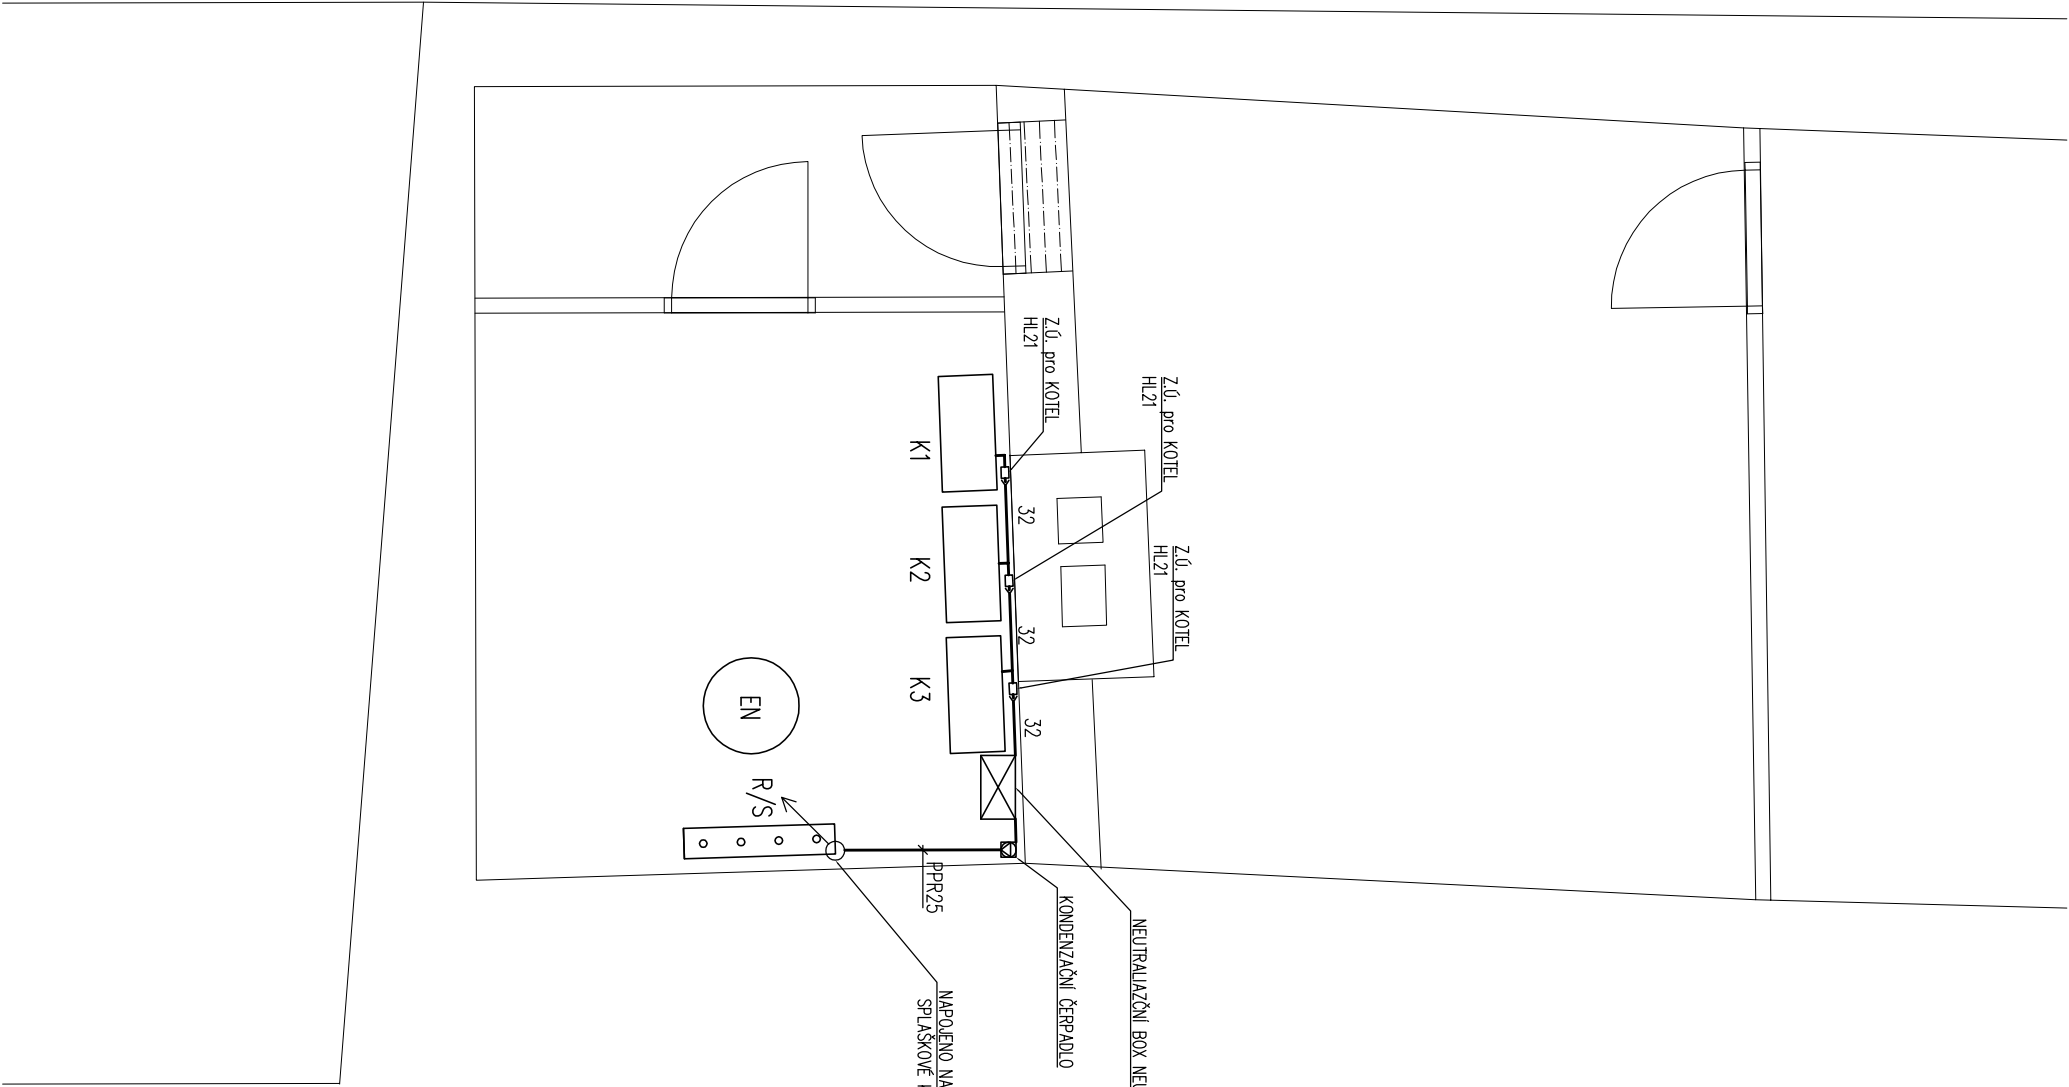 Z.Ú. pro KOTEL
HL21
Z.Ú. pro KOTEL
HL21
Z.Ú. pro KOTEL
HL21
K1
32
K2
32
K3
32
EN
R/S
PPR25
KONDENZAČNÍ ČERPADLO
NEUTRALIAZČNÍ BOX
NAPOJENO NA
SPLAŠKOVÉ